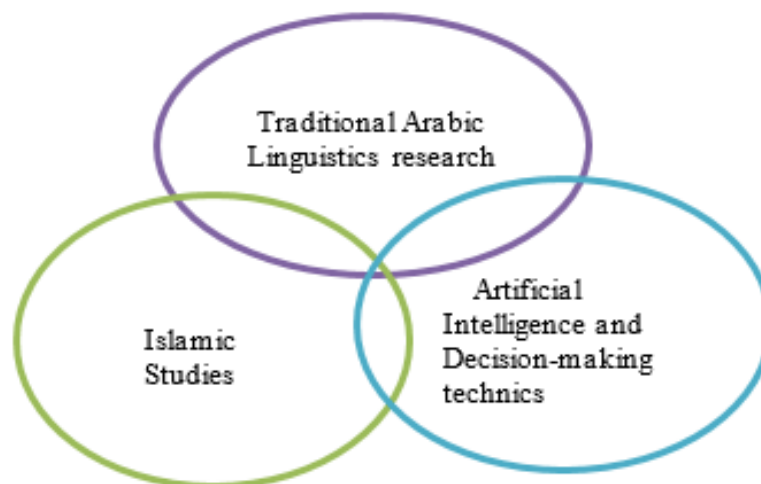 Traditional Arabic
Linguistics research
Islamic
Studies
Artificial
Intelligence and
Decision-making
technics